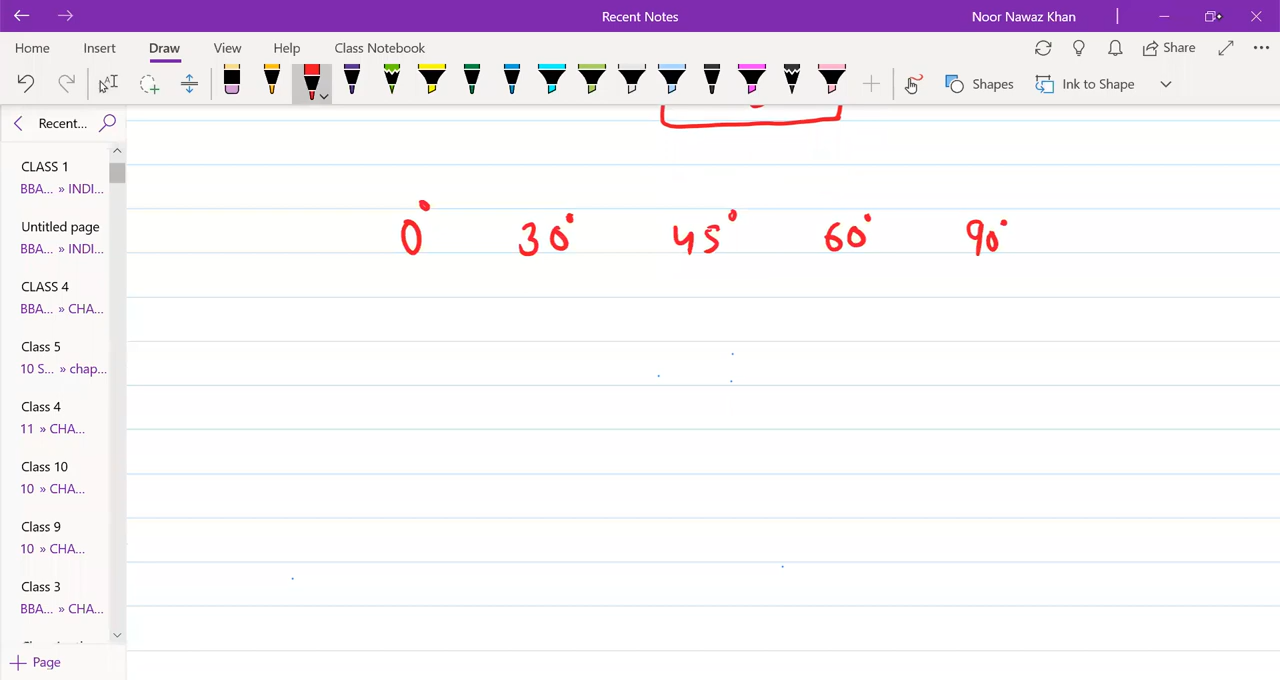 Recent Notes Noor Nawaz Khan
Home Insert Draw View Help Class Notebook Share
Shapes Ink to Shape
Recent...
CLASS 1
BBA... » INDI...
Untitled page
BBA... » INDI...
CLASS 4
BBA... » CHA...
Class 5
10 S... » chap...
Class 4
11 » CHA...
Class 10
10 » CHA...
Class 9
10 » CHA...
Class 3
BBA... » CHA...
Page
0° 30° 45° 60° 90°